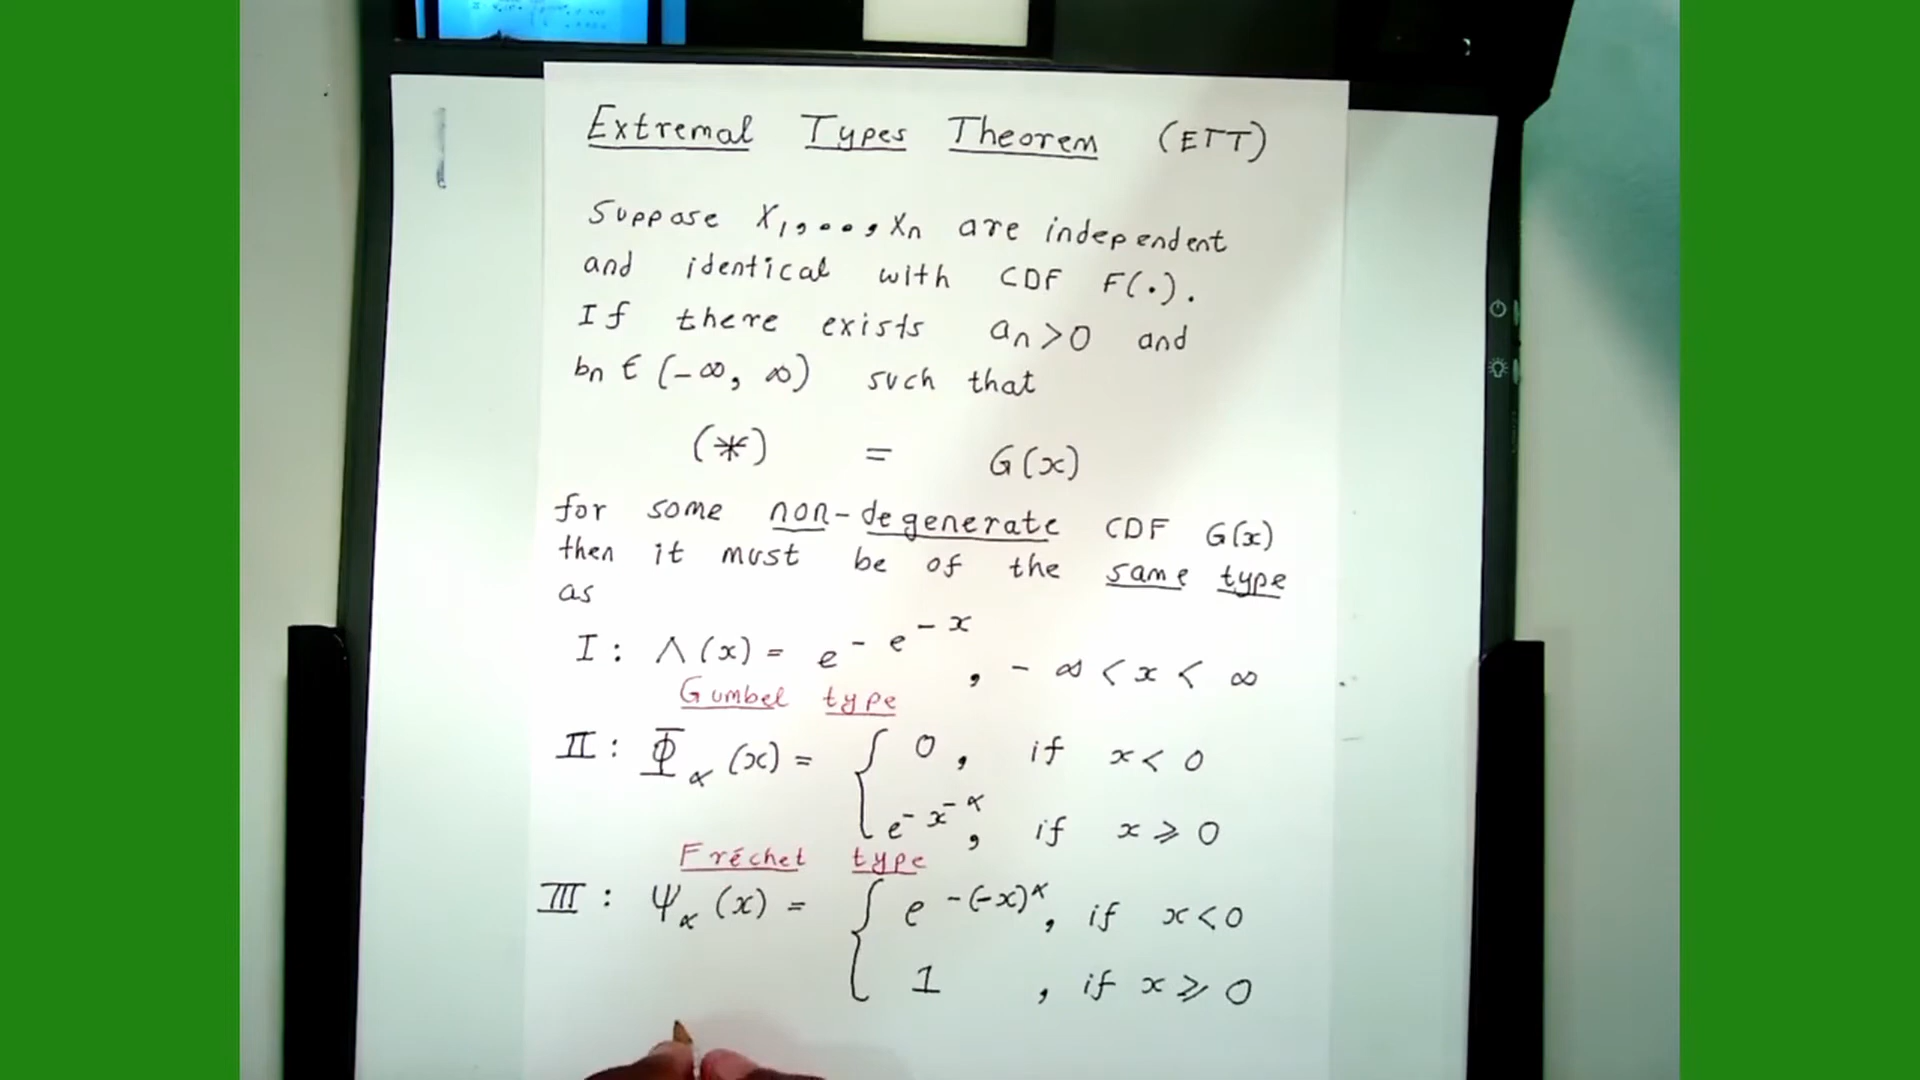 Extremal Types Theorem (ETT)
Suppose X₁,...,Xₙ are independent
and identical with CDF F(·).
If there exists aₙ>0 and
bₙ ∈ (-∞, ∞) such that
(*) = G(x)
for some non-degenerate CDF G(x)
then it must be of the same type
as
I : Λ(x) = e^{-e^{-x}}, -∞ < x < ∞
Gumbel type
II : Φ_α(x) = { 0, if x < 0
e^{-x^{-α}}, if x ⩾ 0
Fréchet type
III : Ψ_α(x) = { e^{-(-x)^α}, if x < 0
1, if x ⩾ 0